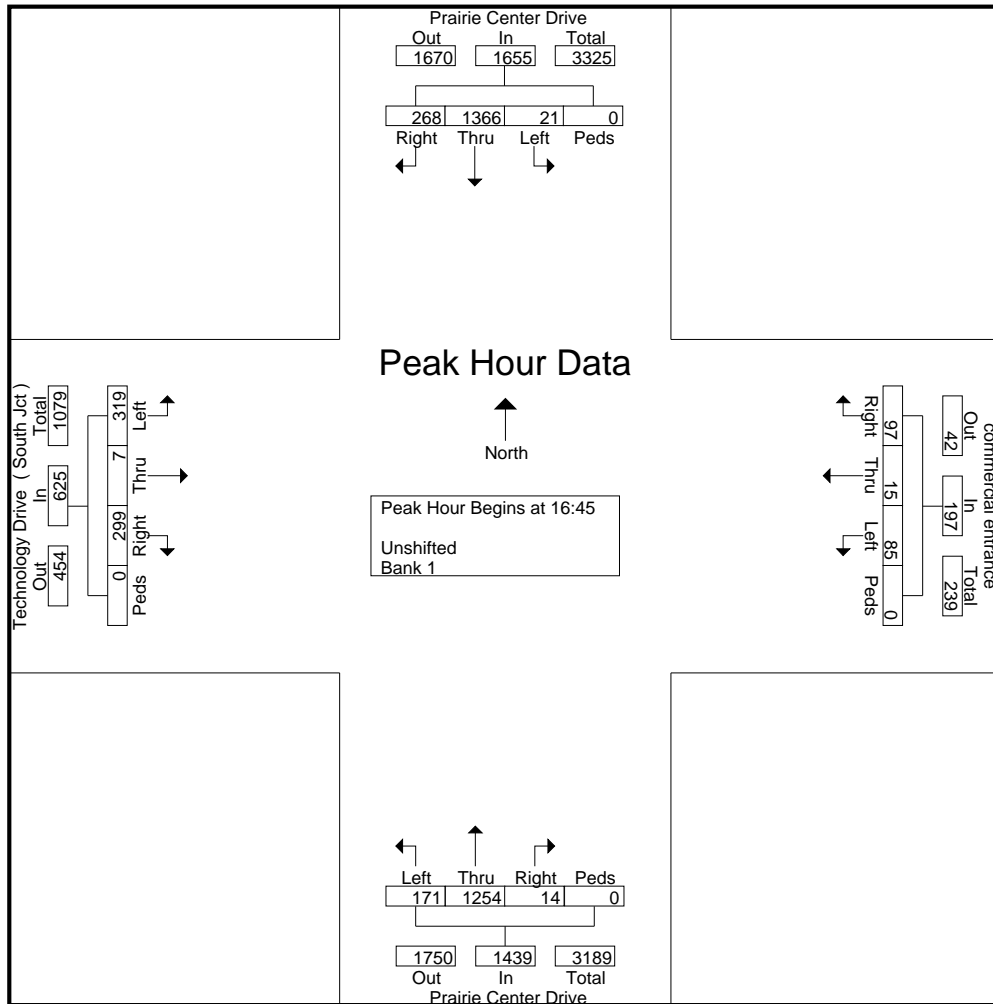 Prairie Center Drive
Out In Total
1670 1655 3325
268 1366 21 0
Right Thru Left Peds
Peak Hour Data
North
Peak Hour Begins at 16:45
Unshifted
Bank 1
Technology Drive ( South Jct )
Out In Total
454 625 1079
0 299 7 319
Peds Right Thru Left
commercial entrance
Out In Total
42 197 239
97 15 85 0
Right Thru Left Peds
Left Thru Right Peds
171 1254 14 0
1750 1439 3189
Out In Total
Prairie Center Drive